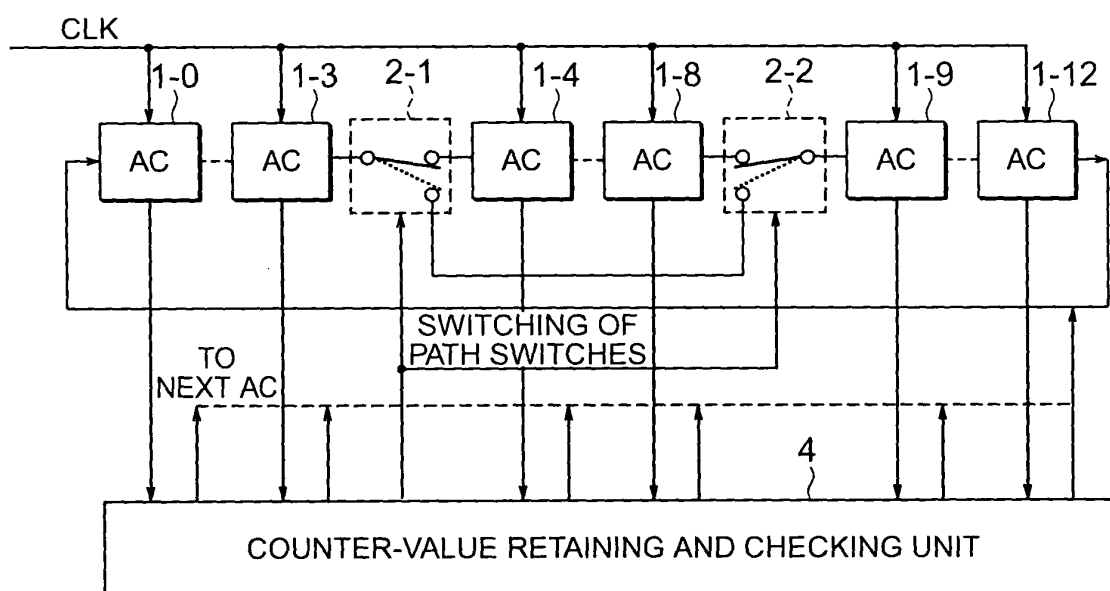 CLK
1-0
1-3
2-1
1-4
1-8
2-2
1-9
1-12
AC
AC
AC
AC
AC
AC
SWITCHING OF
PATH SWITCHES
TO
NEXT AC
4
COUNTER-VALUE RETAINING AND CHECKING UNIT